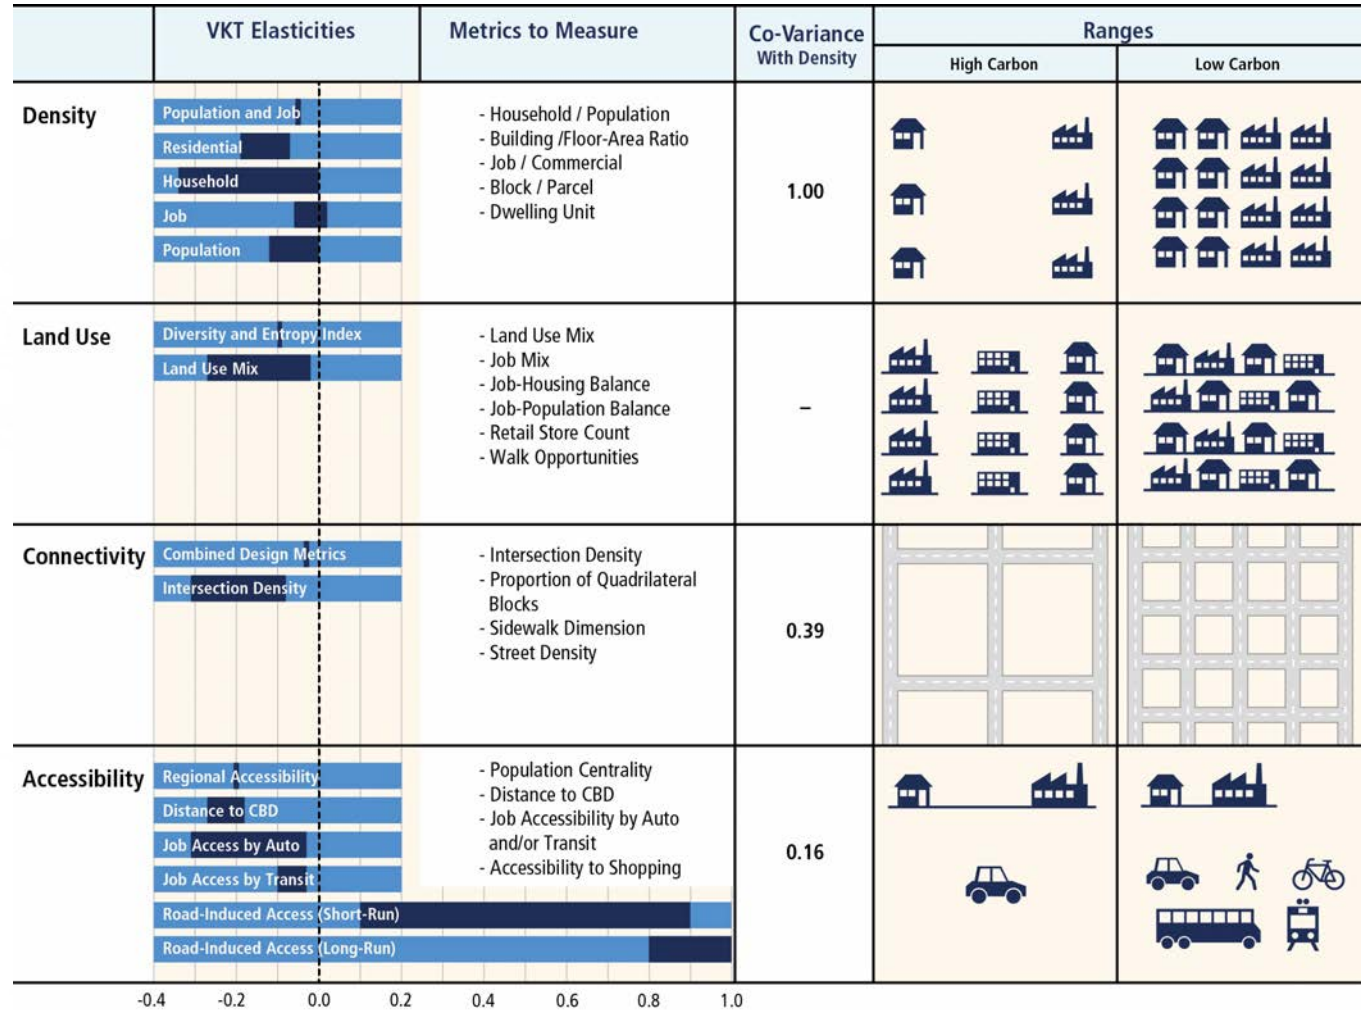 VKT Elasticities
Metrics to Measure
Co-Variance
With Density
Ranges
High Carbon
Low Carbon
Density
Population and Job
Residential
Household
Job
Population
- Household / Population
- Building /Floor-Area Ratio
- Job / Commercial
- Block / Parcel
- Dwelling Unit
1.00
Land Use
Diversity and Entropy Index
Land Use Mix
- Land Use Mix
- Job Mix
- Job-Housing Balance
- Job-Population Balance
- Retail Store Count
- Walk Opportunities
–
Connectivity
Combined Design Metrics
Intersection Density
- Intersection Density
- Proportion of Quadrilateral
Blocks
- Sidewalk Dimension
- Street Density
0.39
Accessibility
Regional Accessibility
Distance to CBD
Job Access by Auto
Job Access by Transit
Road-Induced Access (Short-Run)
Road-Induced Access (Long-Run)
- Population Centrality
- Distance to CBD
- Job Accessibility by Auto
and/or Transit
- Accessibility to Shopping
0.16
-0.4 -0.2 0.0 0.2 0.4 0.6 0.8 1.0